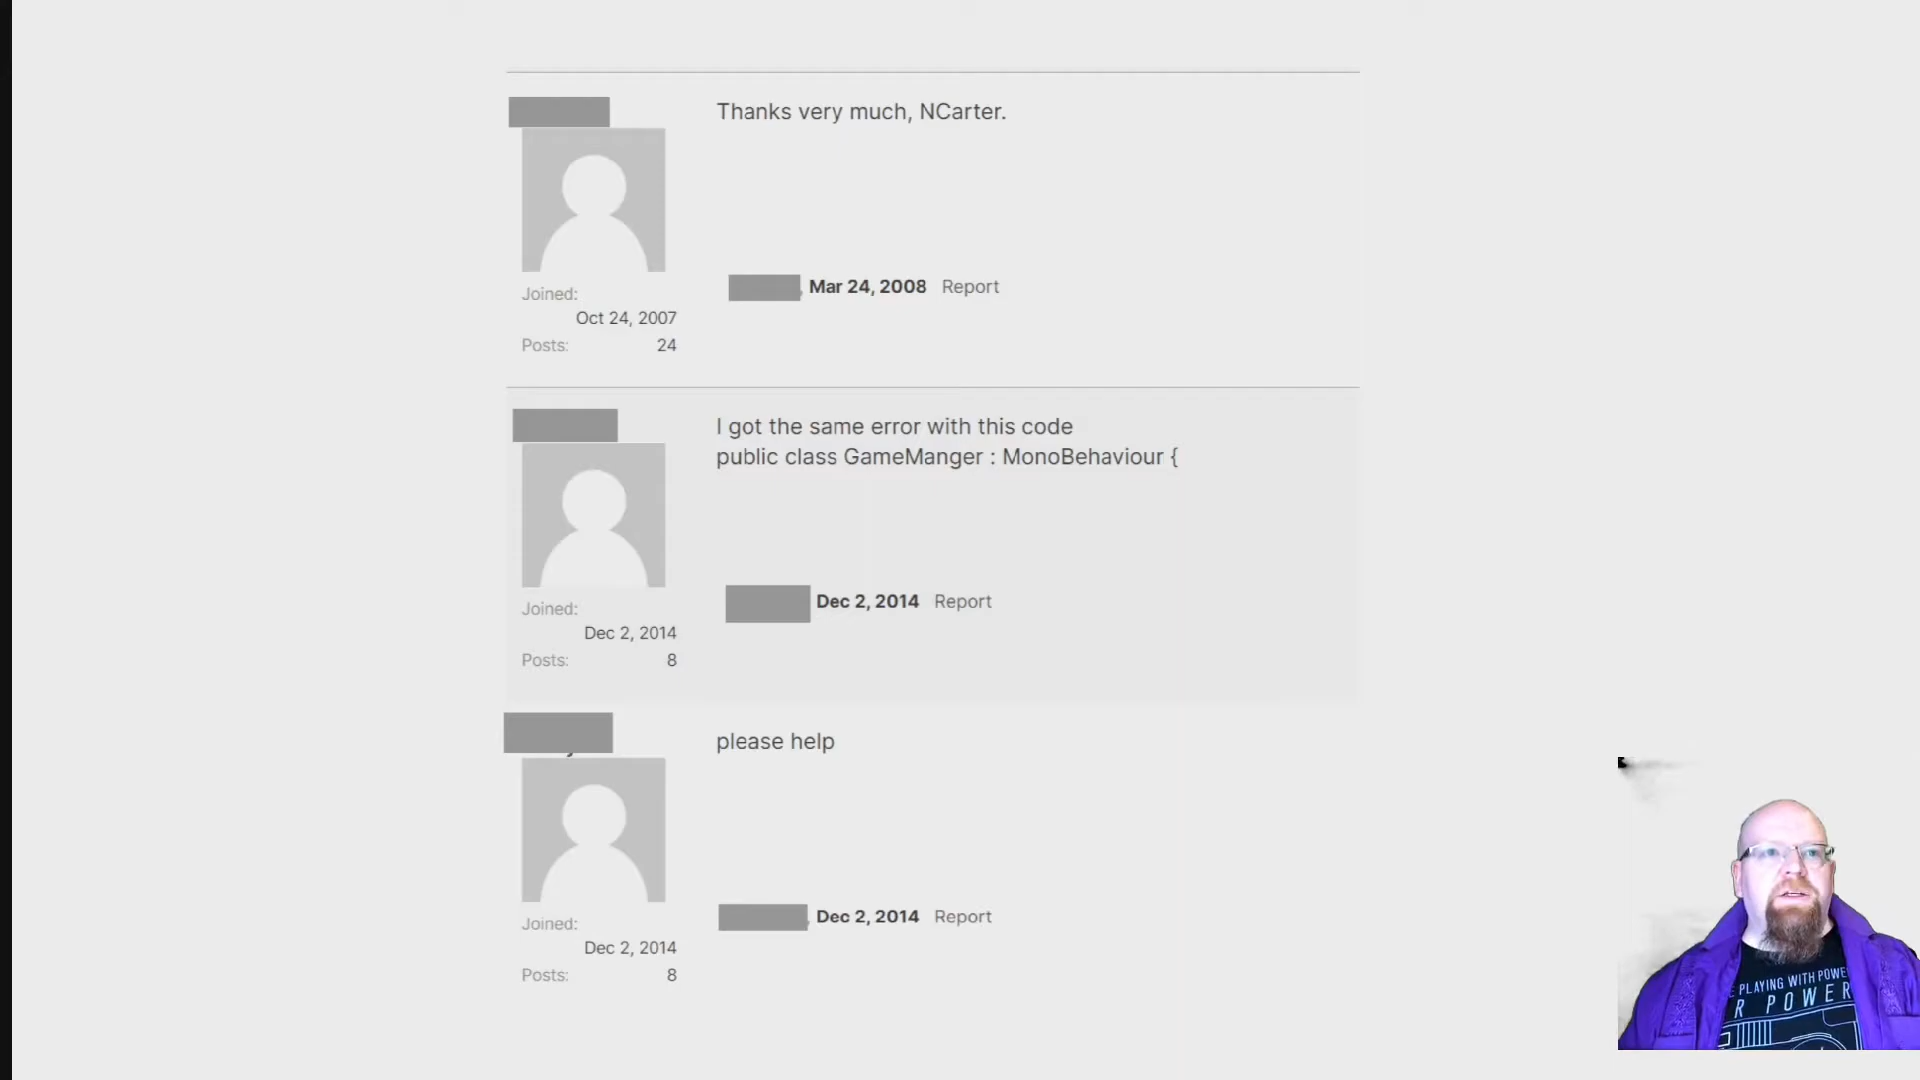 Thanks very much, NCarter.
Mar 24, 2008 Report
Joined:
Oct 24, 2007
Posts: 24
I got the same error with this code
public class GameManger : MonoBehaviour {
Dec 2, 2014 Report
Joined:
Dec 2, 2014
Posts: 8
please help
Dec 2, 2014 Report
Joined:
Dec 2, 2014
Posts: 8
PLAYING WITH POWE
R POWER